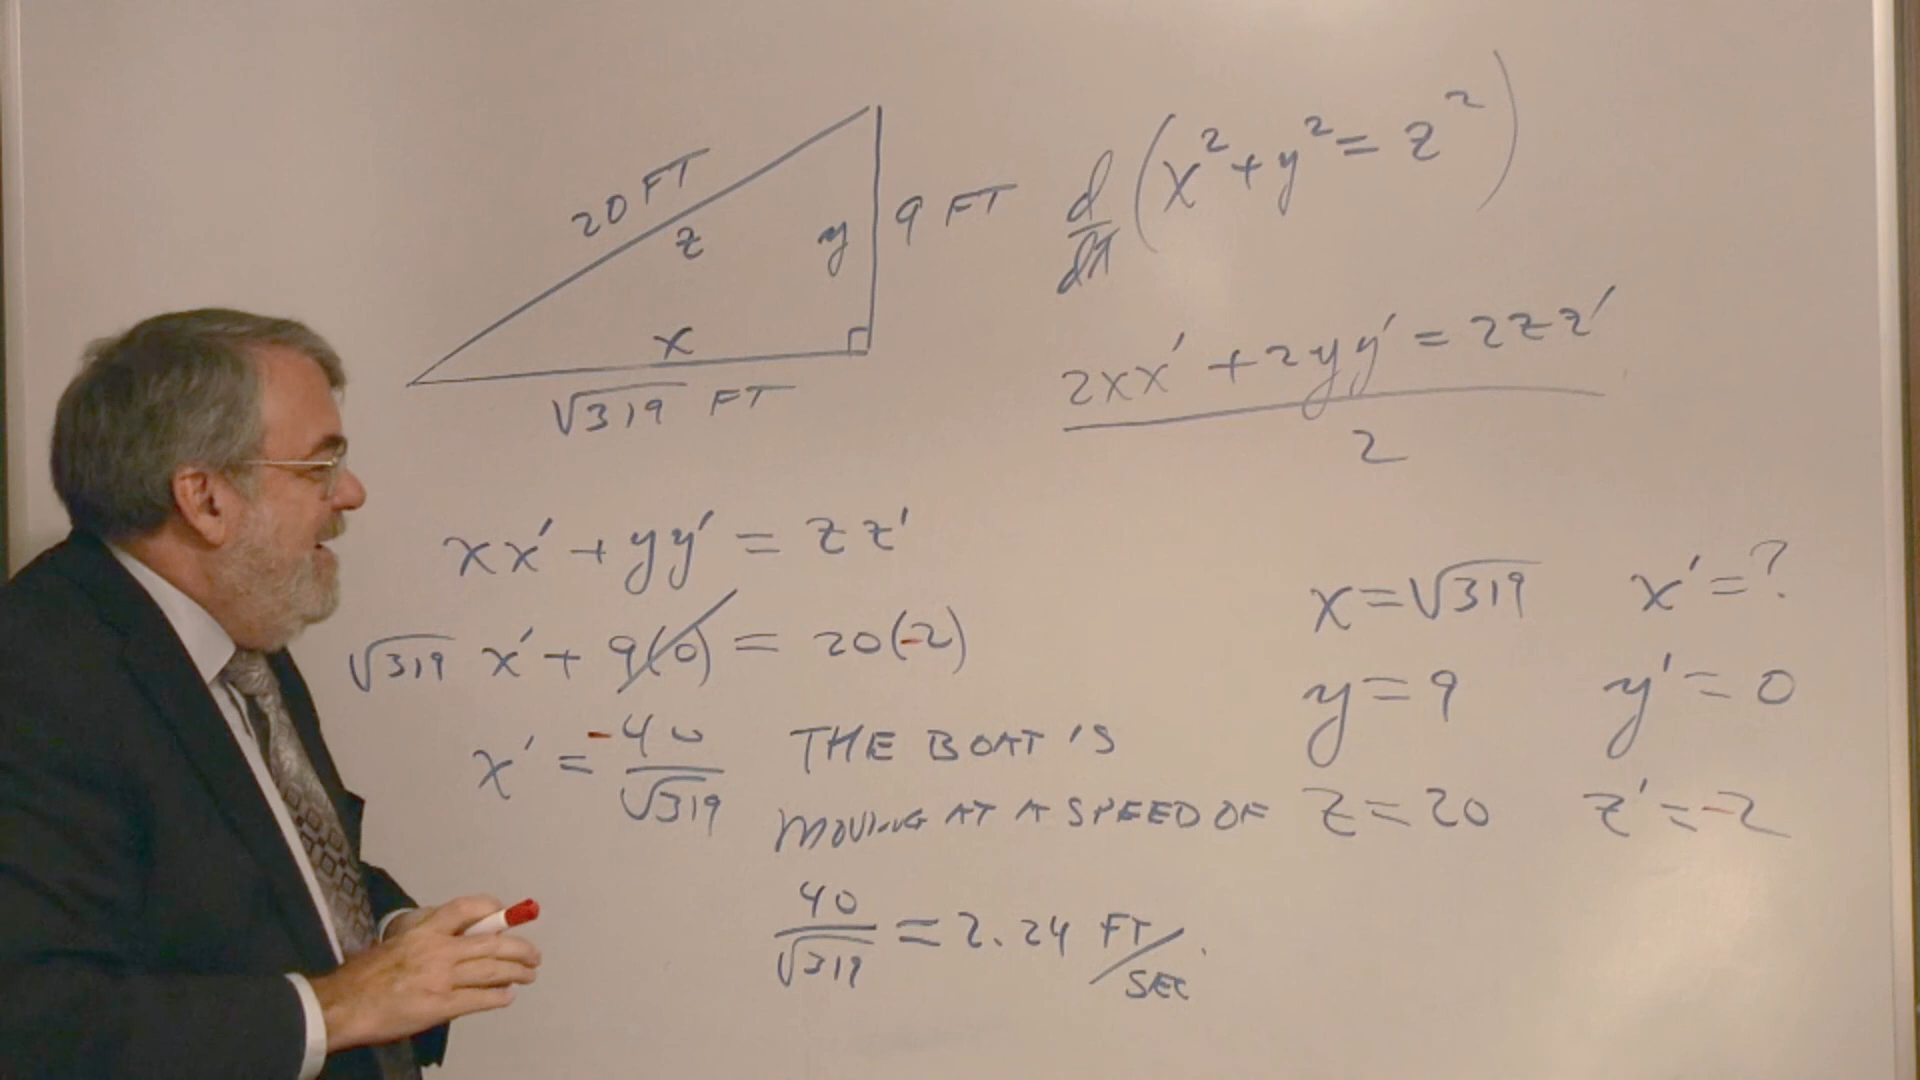 20 FT
z
y
9 FT
x
√319 FT
d/dt (x² + y² = z²)
2xx' + 2yy' = 2zz'
2
xx' + yy' = zz'
√319 x' + 9(0) = 20(-2)
x' = -40/√319
THE BOAT IS
MOVING AT A SPEED OF
40/√319 = 2.24 FT/SEC.
x = √319 x' = ?
y = 9 y' = 0
z = 20 z' = -2